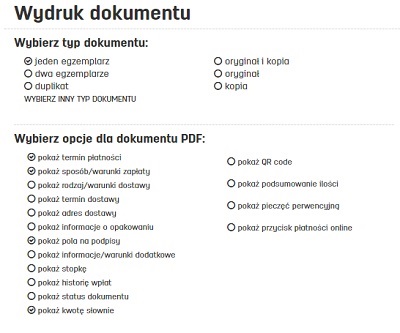 Wydruk dokumentu
Wybierz typ dokumentu:
jeden egzemplarz
dwa egzemplarze
duplikat
WYBIERZ INNY TYP DOKUMENTU
oryginał i kopia
oryginał
kopia
Wybierz opcje dla dokumentu PDF:
pokaż termin płatności
pokaż sposób/warunki zapłaty
pokaż rodzaj/warunki dostawy
pokaż termin dostawy
pokaż adres dostawy
pokaż informacje o opakowaniu
pokaż pola na podpisy
pokaż informacje/warunki dodatkowe
pokaż stopkę
pokaż historię wpłat
pokaż status dokumentu
pokaż kwotę słownie
pokaż QR code
pokaż podsumowanie ilości
pokaż pieczęć perwencyjną
pokaż przycisk płatności online